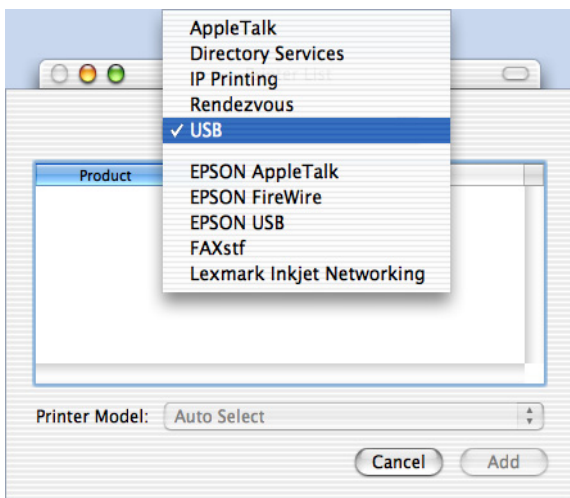 AppleTalk
Directory Services
IP Printing
Rendezvous
✓ USB
EPSON AppleTalk
EPSON FireWire
EPSON USB
FAXstf
Lexmark Inkjet Networking
Product
Printer Model: Auto Select
Cancel Add